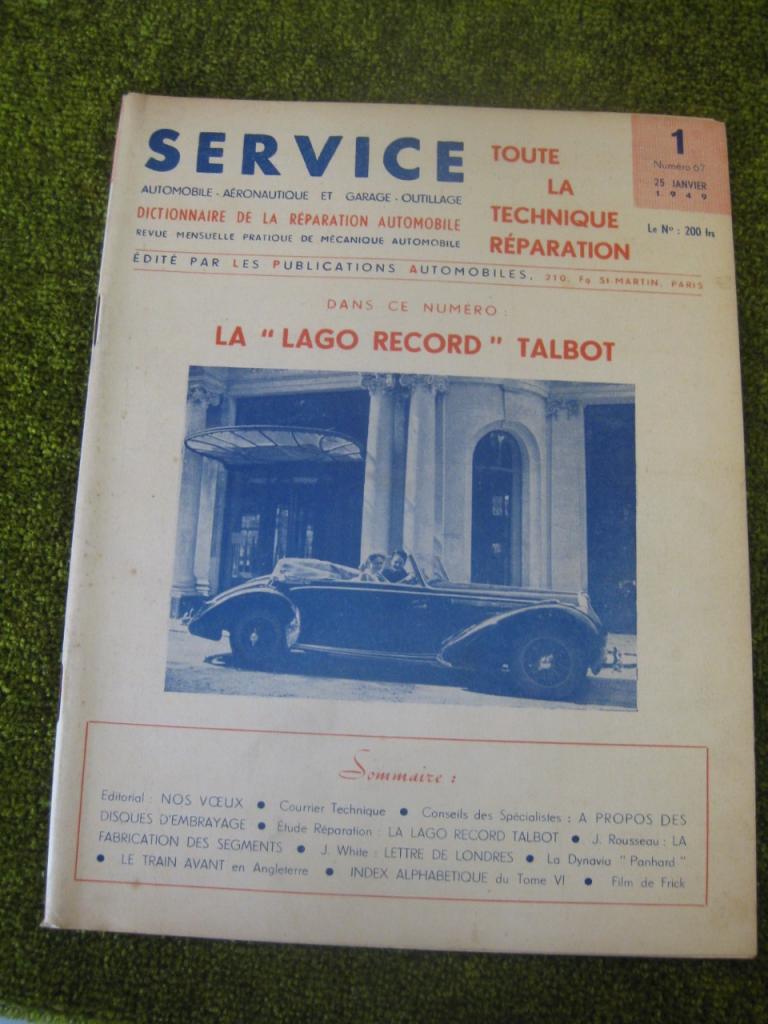 SERVICE
AUTOMOBILE - AÉRONAUTIQUE ET GARAGE - OUTILLAGE
DICTIONNAIRE DE LA RÉPARATION AUTOMOBILE
REVUE MENSUELLE PRATIQUE DE MÉCANIQUE AUTOMOBILE
TOUTE
LA
TECHNIQUE
RÉPARATION
1
Numéro 67
25 JANVIER
1949
Le No : 200 frs
ÉDITÉ PAR LES PUBLICATIONS AUTOMOBILES, 210, Fg St-MARTIN, PARIS
DANS CE NUMÉRO :
LA " LAGO RECORD " TALBOT
Sommaire :
Editorial : NOS VŒUX ● Courrier Technique ● Conseils des Spécialistes : A PROPOS DES
DISQUES D'EMBRAYAGE ● Étude Réparation : LA LAGO RECORD TALBOT ● J. Rousseau : LA
FABRICATION DES SEGMENTS ● J. White : LETTRE DE LONDRES ● La Dynavia " Panhard "
● LE TRAIN AVANT en Angleterre ● INDEX ALPHABETIQUE du Tome VI ● Film de Frick